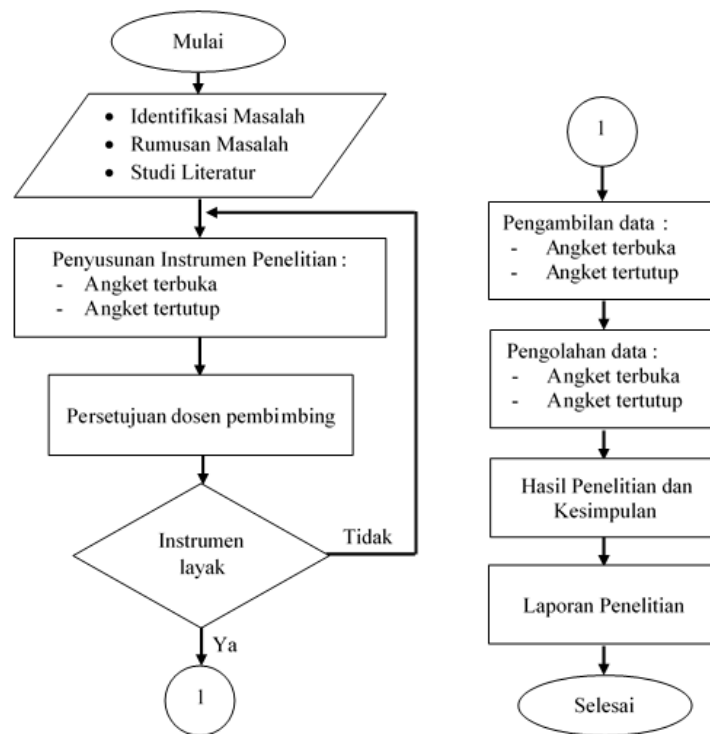 Mulai
• Identifikasi Masalah
• Rumusan Masalah
• Studi Literatur
Penyusunan Instrumen Penelitian :
- Angket terbuka
- Angket tertutup
Persetujuan dosen pembimbing
Instrumen
layak
Tidak
Ya
1
1
Pengambilan data :
- Angket terbuka
- Angket tertutup
Pengolahan data :
- Angket terbuka
- Angket tertutup
Hasil Penelitian dan
Kesimpulan
Laporan Penelitian
Selesai